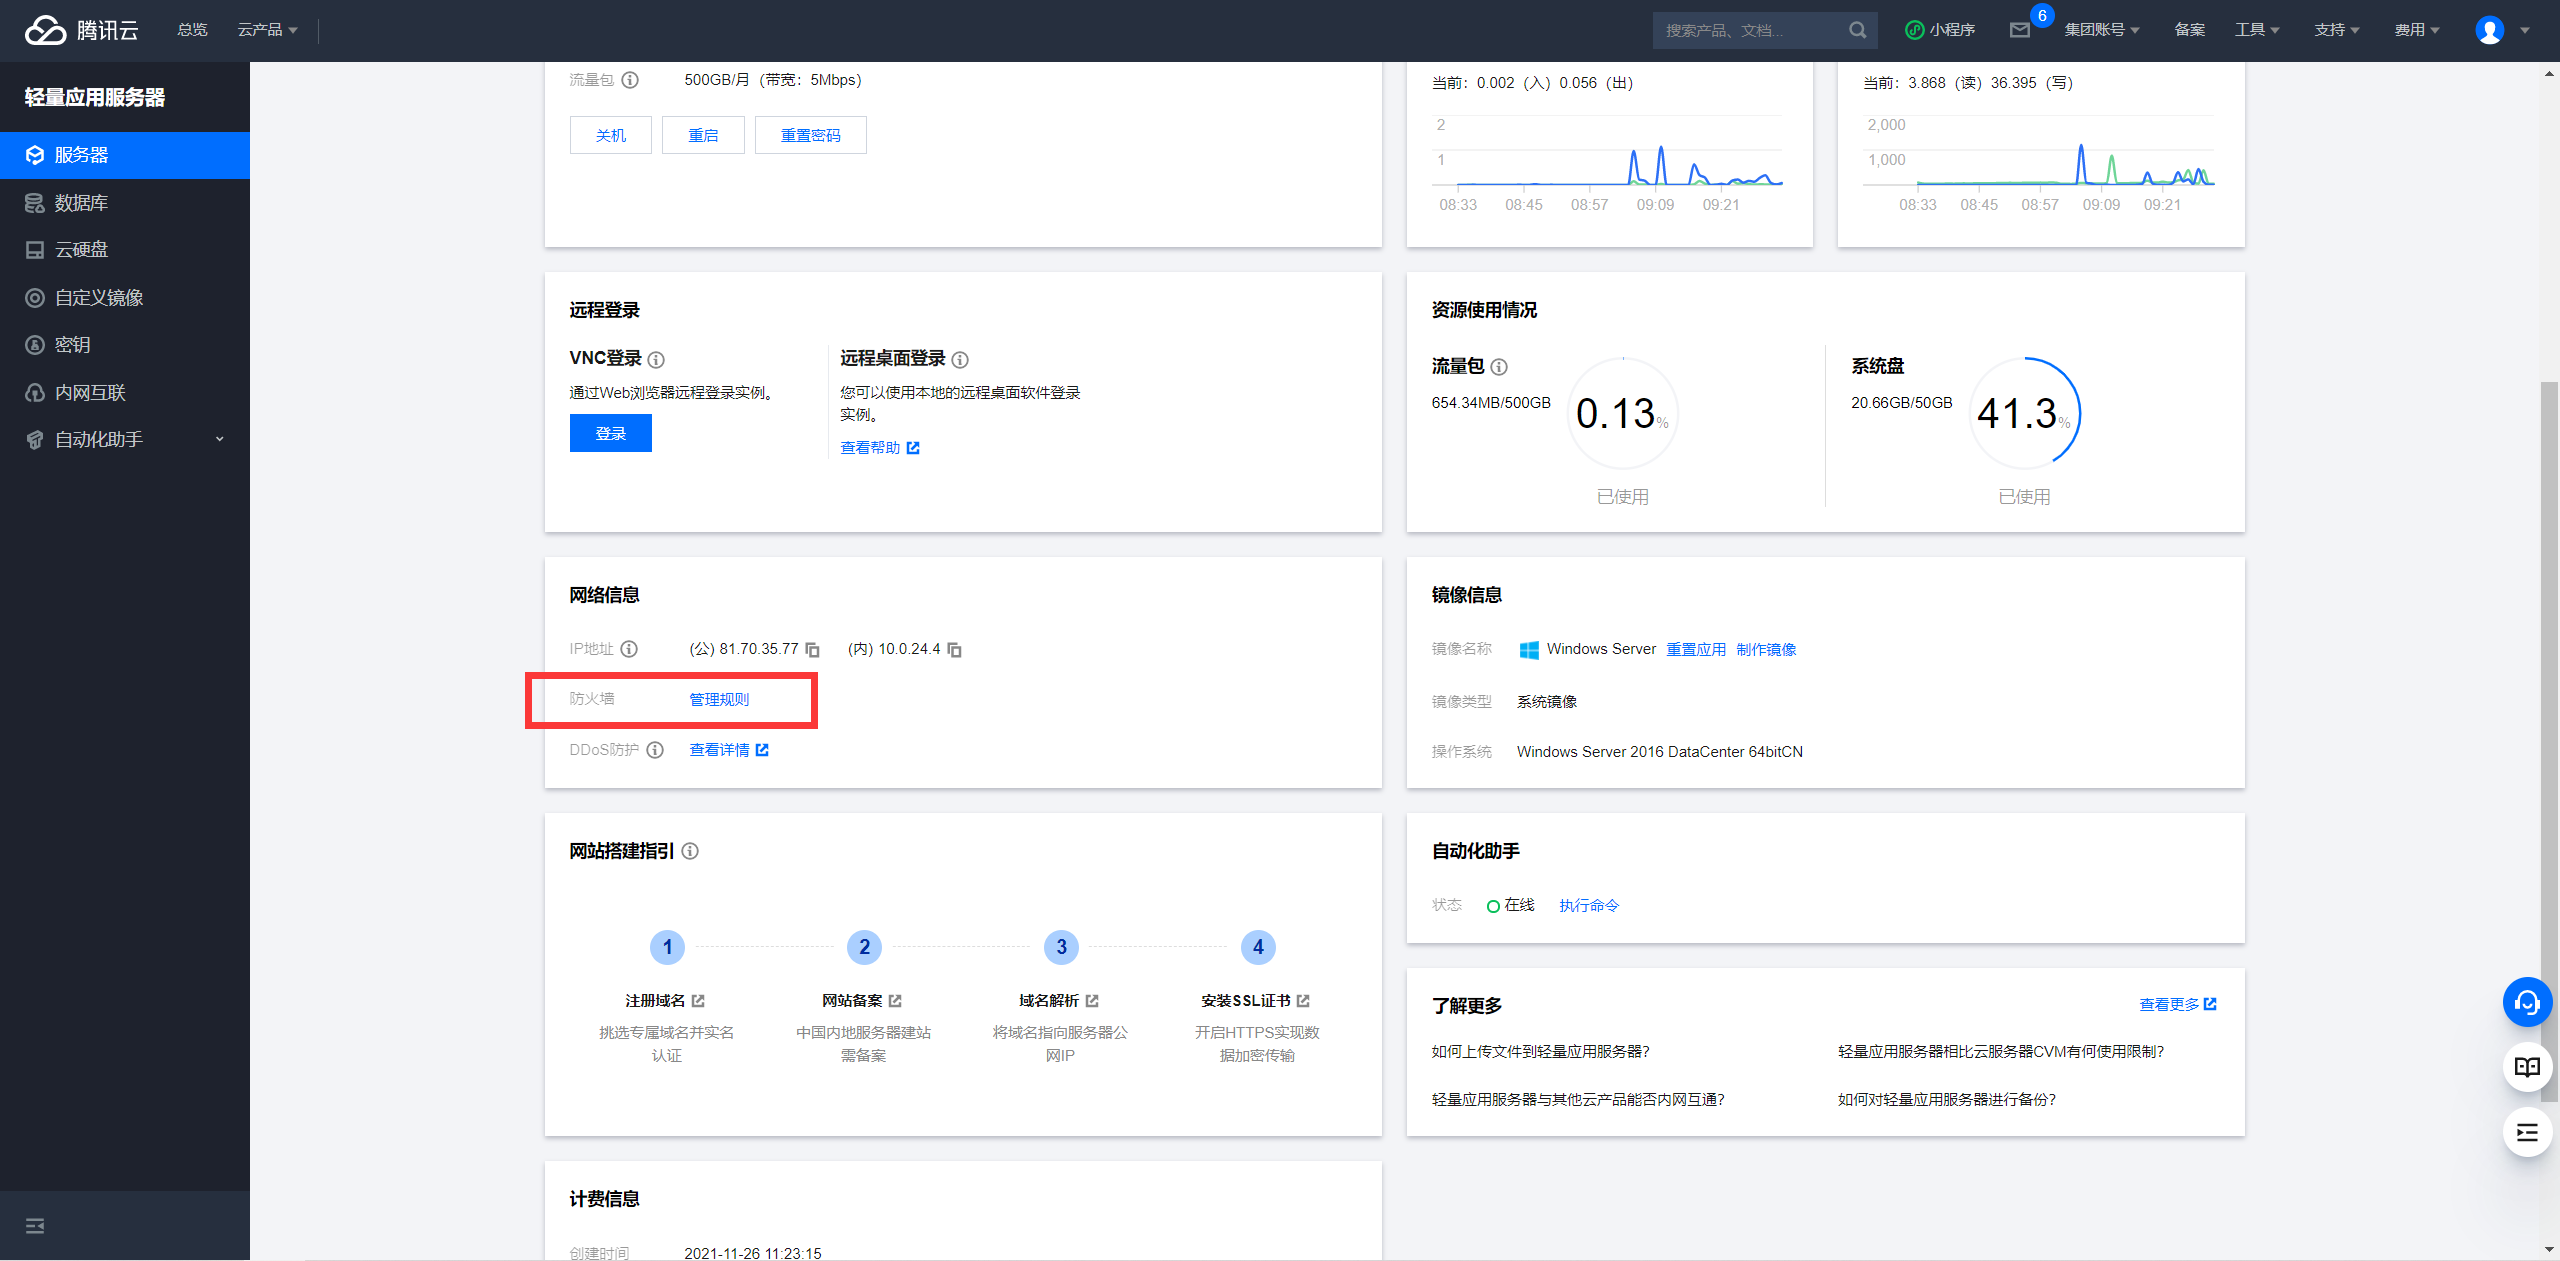 腾讯云
总览
云产品
搜索产品、文档...
小程序
6
集团账号
备案
工具
支持
费用
轻量应用服务器
服务器
数据库
云硬盘
自定义镜像
密钥
内网互联
自动化助手
流量包 500GB/月（带宽：5Mbps）
关机 重启 重置密码
当前：0.002（入）0.056（出）
2
1
08:33 08:45 08:57 09:09 09:21
当前：3.868（读）36.395（写）
2,000
1,000
08:33 08:45 08:57 09:09 09:21
远程登录
VNC登录
通过Web浏览器远程登录实例。
登录
远程桌面登录
您可以使用本地的远程桌面软件登录
实例。
查看帮助
资源使用情况
流量包
654.34MB/500GB
0.13%
已使用
系统盘
20.66GB/50GB
41.3%
已使用
网络信息
IP地址 (公) 81.70.35.77 (内) 10.0.24.4
防火墙 管理规则
DDoS防护 查看详情
镜像信息
镜像名称 Windows Server 重置应用 制作镜像
镜像类型 系统镜像
操作系统 Windows Server 2016 DataCenter 64bitCN
网站搭建指引
1 2 3 4
注册域名
挑选专属域名并实名
认证
网站备案
中国内地服务器建站
需备案
域名解析
将域名指向服务器公
网IP
安装SSL证书
开启HTTPS实现数
据加密传输
自动化助手
状态 在线 执行命令
了解更多
查看更多
如何上传文件到轻量应用服务器?
轻量应用服务器相比云服务器CVM有何使用限制?
轻量应用服务器与其他云产品能否内网互通?
如何对轻量应用服务器进行备份?
计费信息
创建时间 2021-11-26 11:23:15